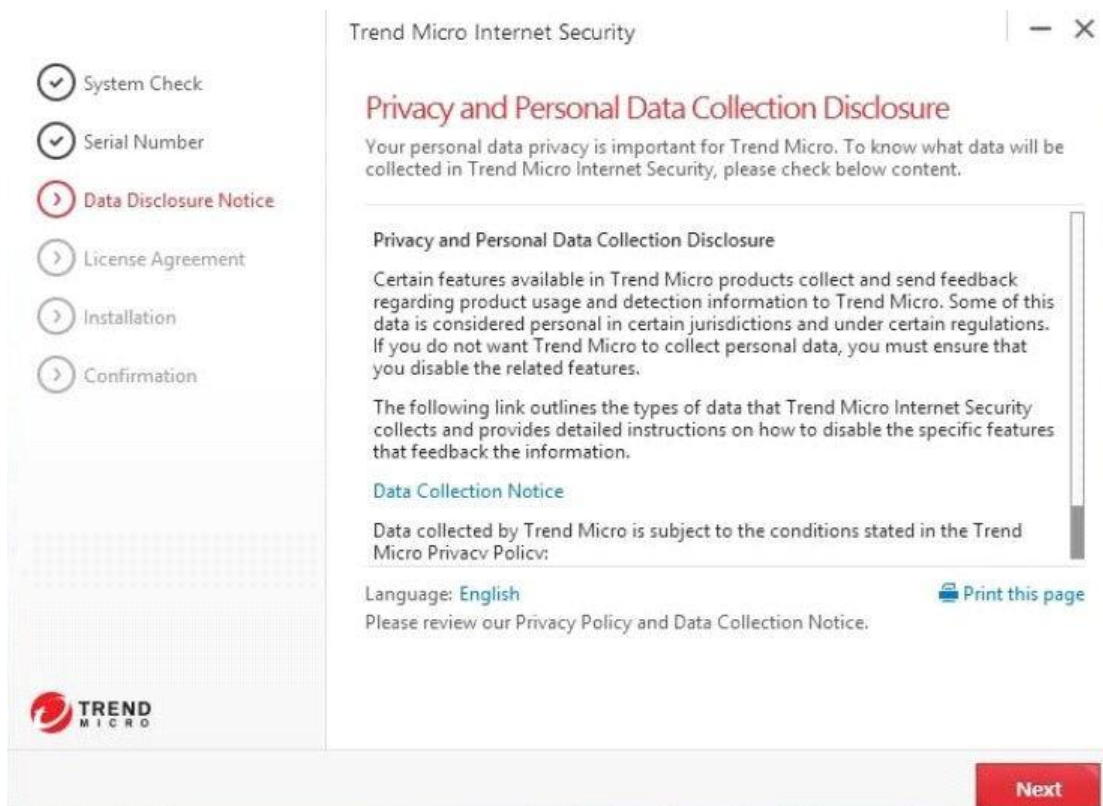 Trend Micro Internet Security
System Check
Serial Number
Data Disclosure Notice
License Agreement
Installation
Confirmation
Privacy and Personal Data Collection Disclosure
Your personal data privacy is important for Trend Micro. To know what data will be
collected in Trend Micro Internet Security, please check below content.
Privacy and Personal Data Collection Disclosure
Certain features available in Trend Micro products collect and send feedback
regarding product usage and detection information to Trend Micro. Some of this
data is considered personal in certain jurisdictions and under certain regulations.
If you do not want Trend Micro to collect personal data, you must ensure that
you disable the related features.
The following link outlines the types of data that Trend Micro Internet Security
collects and provides detailed instructions on how to disable the specific features
that feedback the information.
Data Collection Notice
Data collected by Trend Micro is subject to the conditions stated in the Trend
Micro Privacy Policy:
Language: English
Print this page
Please review our Privacy Policy and Data Collection Notice.
TREND
MICRO
Next